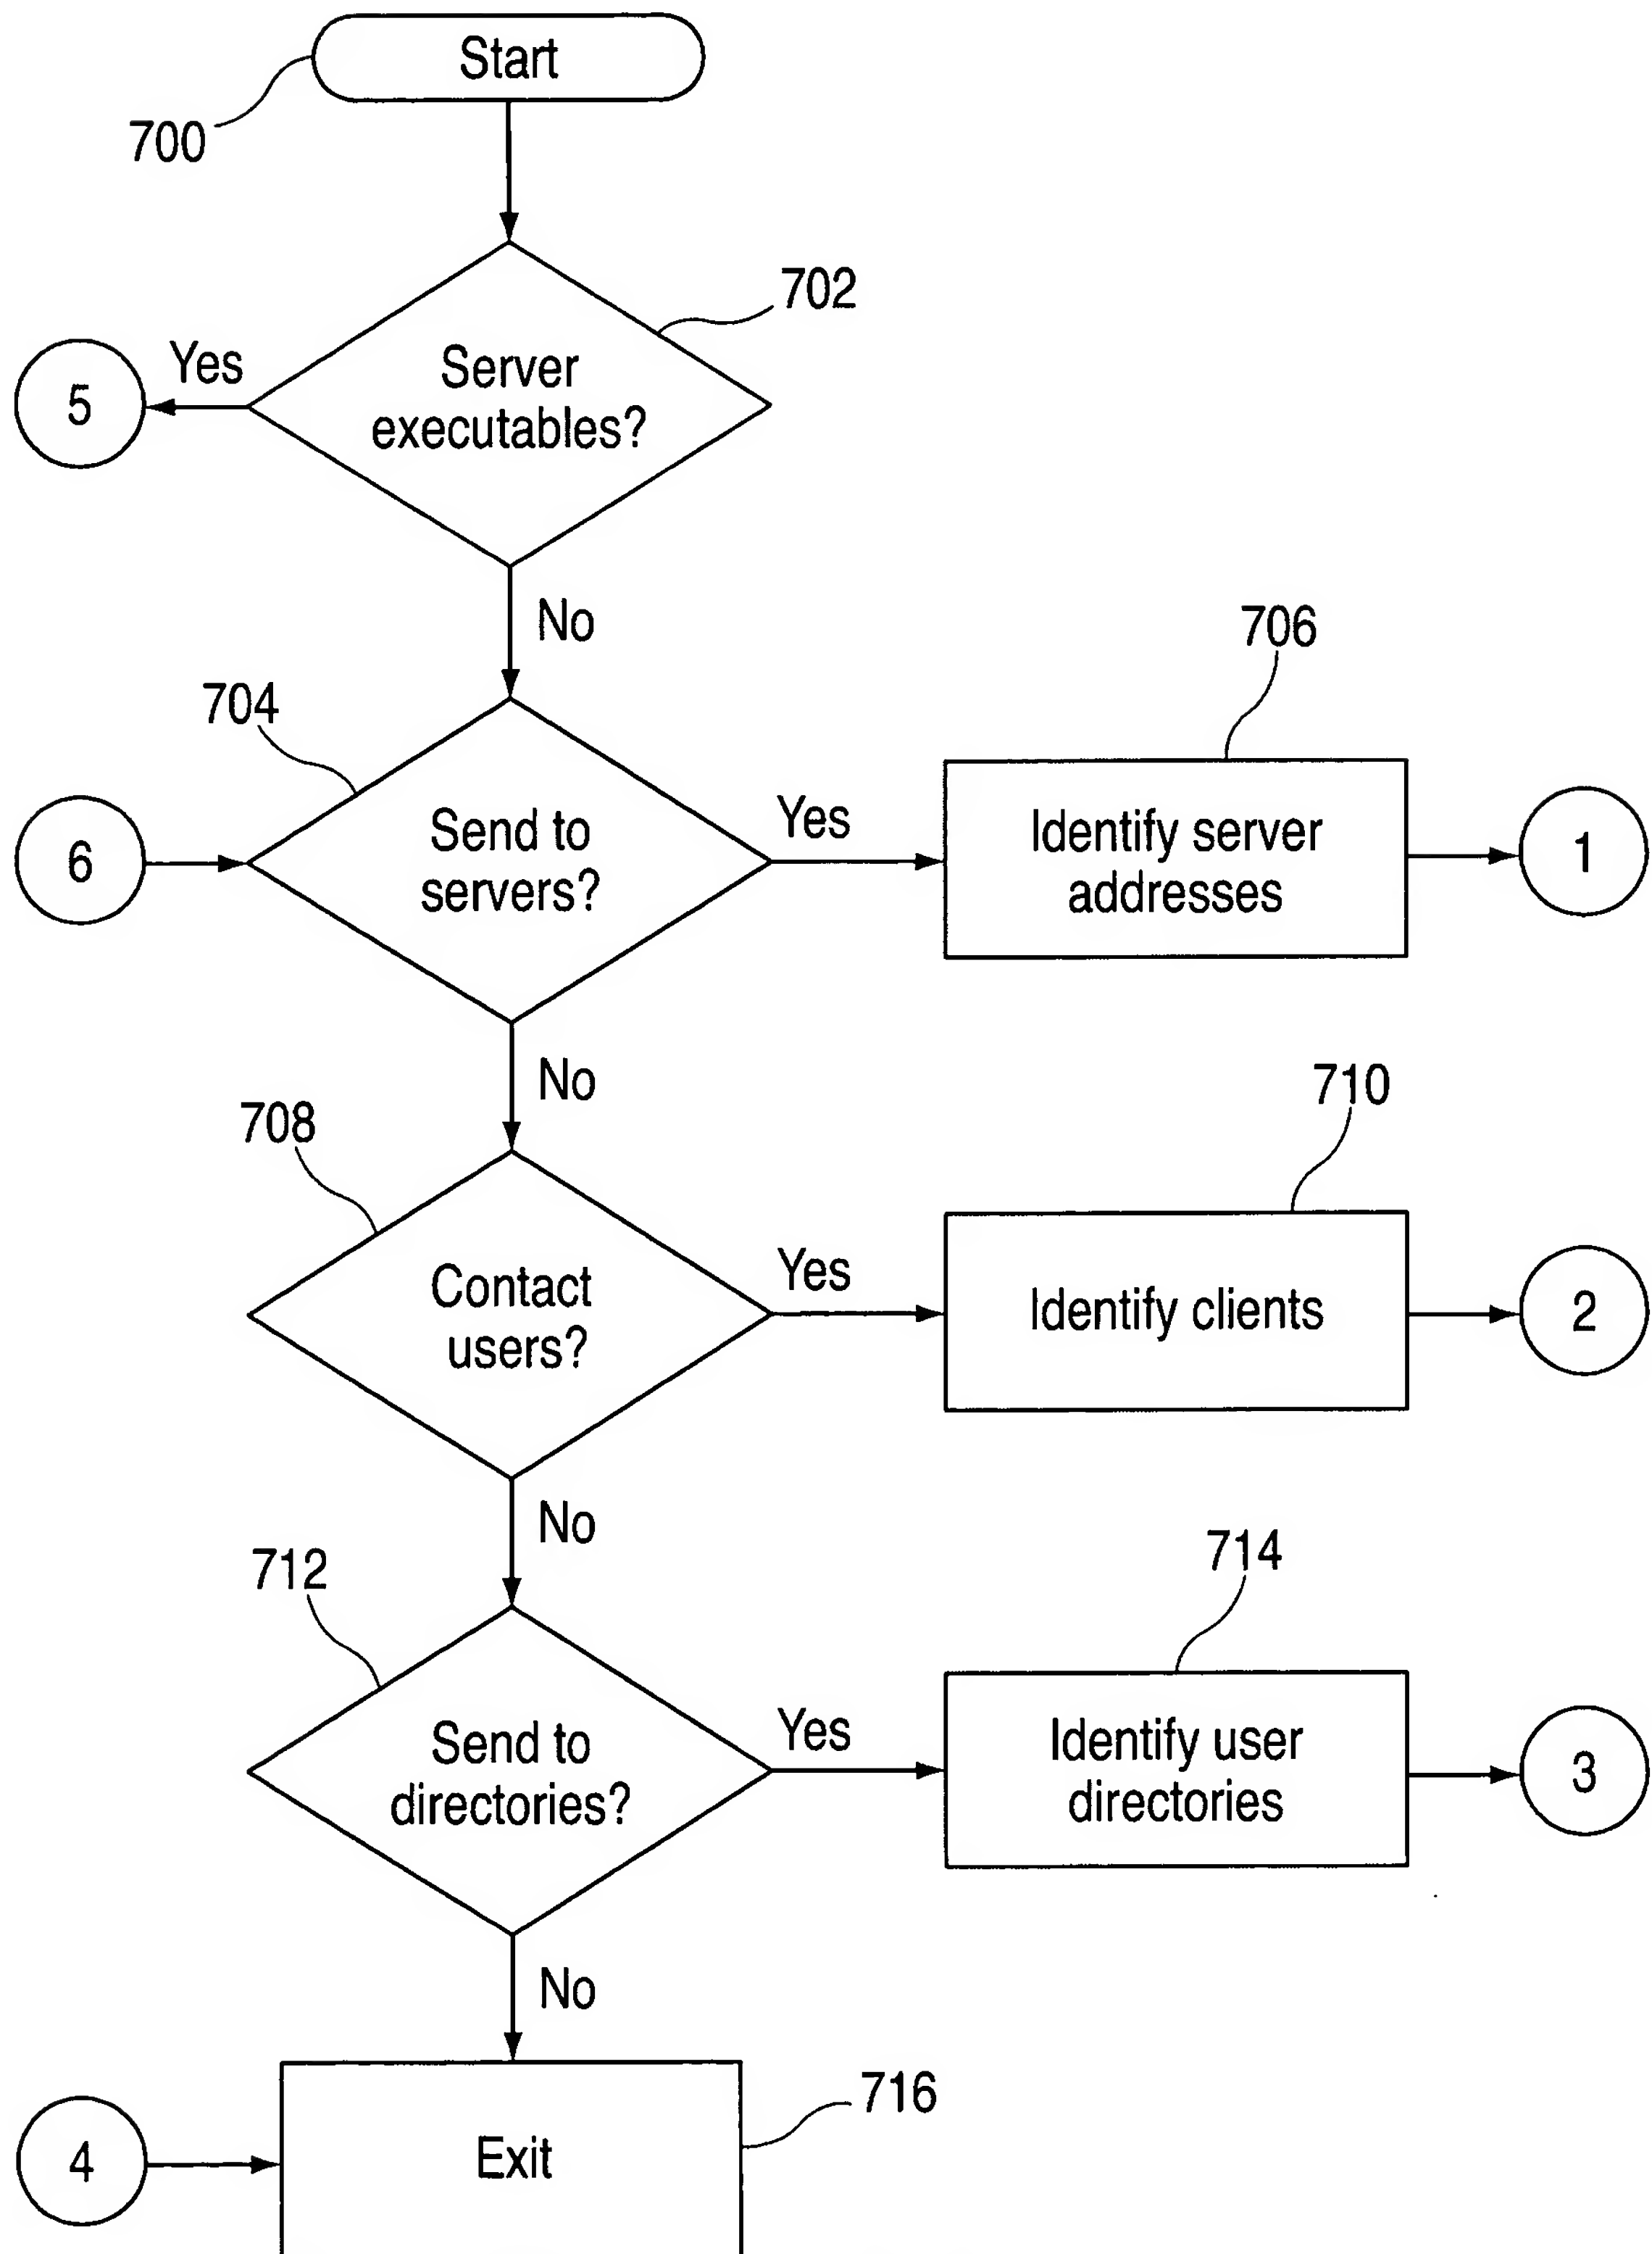 Start
700
702
Server
executables?
Yes
5
No
704
706
6
Send to
servers?
Yes
Identify server
addresses
1
No
708
710
Contact
users?
Yes
Identify clients
2
No
712
714
Send to
directories?
Yes
Identify user
directories
3
No
716
4
Exit